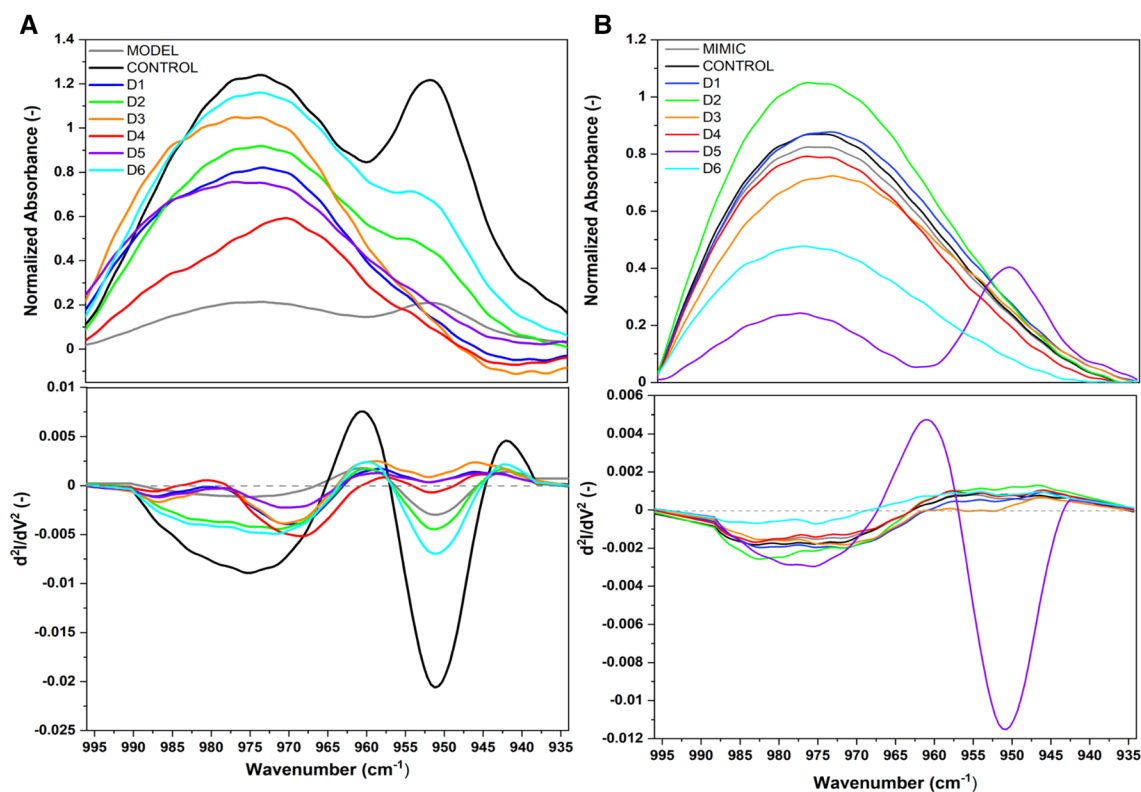 A
1.4
1.2
1
0.8
0.6
0.4
0.2
0
Normalized Absorbance (-)
MODEL
CONTROL
D1
D2
D3
D4
D5
D6
0.01
0.005
0
-0.005
-0.01
-0.015
-0.02
-0.025
d²I/dV² (-)
995 990 985 980 975 970 965 960 955 950 945 940 935
Wavenumber (cm⁻¹)
B
1.2
1
0.8
0.6
0.4
0.2
0
Normalized Absorbance (-)
MIMIC
CONTROL
D1
D2
D3
D4
D5
D6
0.006
0.004
0.002
0
-0.002
-0.004
-0.006
-0.008
-0.01
-0.012
d²I/dV² (-)
995 990 985 980 975 970 965 960 955 950 945 940 935
Wavenumber (cm⁻¹)